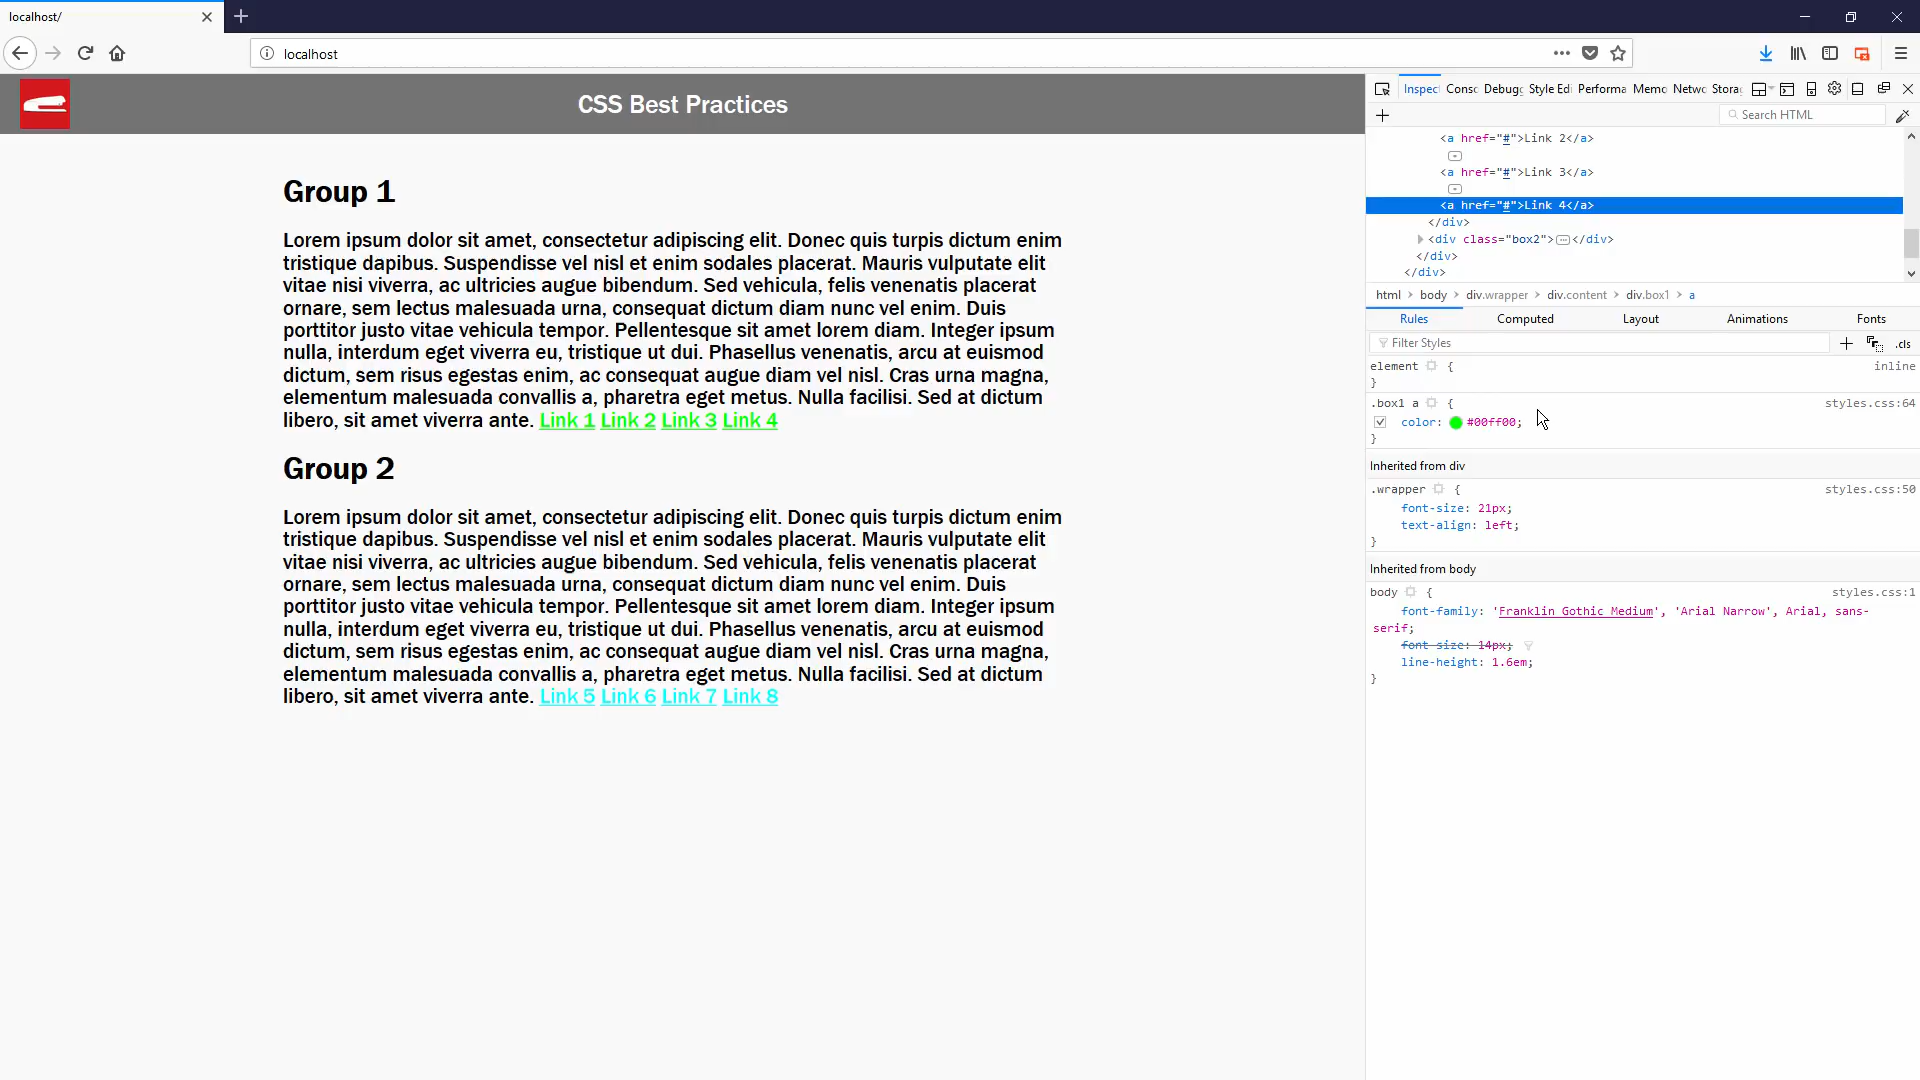 localhost/
localhost
CSS Best Practices
Group 1
Lorem ipsum dolor sit amet, consectetur adipiscing elit. Donec quis turpis dictum enim
tristique dapibus. Suspendisse vel nisl et enim sodales placerat. Mauris vulputate elit
vitae nisi viverra, ac ultricies augue bibendum. Sed vehicula, felis venenatis placerat
ornare, sem lectus malesuada urna, consequat dictum diam nunc vel enim. Duis
porttitor justo vitae vehicula tempor. Pellentesque sit amet lorem diam. Integer ipsum
nulla, interdum eget viverra eu, tristique ut dui. Phasellus venenatis, arcu at euismod
dictum, sem risus egestas enim, ac consequat augue diam vel nisl. Cras urna magna,
elementum malesuada convallis a, pharetra eget metus. Nulla facilisi. Sed at dictum
libero, sit amet viverra ante. Link 1 Link 2 Link 3 Link 4
Group 2
Lorem ipsum dolor sit amet, consectetur adipiscing elit. Donec quis turpis dictum enim
tristique dapibus. Suspendisse vel nisl et enim sodales placerat. Mauris vulputate elit
vitae nisi viverra, ac ultricies augue bibendum. Sed vehicula, felis venenatis placerat
ornare, sem lectus malesuada urna, consequat dictum diam nunc vel enim. Duis
porttitor justo vitae vehicula tempor. Pellentesque sit amet lorem diam. Integer ipsum
nulla, interdum eget viverra eu, tristique ut dui. Phasellus venenatis, arcu at euismod
dictum, sem risus egestas enim, ac consequat augue diam vel nisl. Cras urna magna,
elementum malesuada convallis a, pharetra eget metus. Nulla facilisi. Sed at dictum
libero, sit amet viverra ante. Link 5 Link 6 Link 7 Link 8
Inspec Consc Debugg Style Edi Performa Memo Netwo Storag
Search HTML
<a href="#">Link 2</a>
<a href="#">Link 3</a>
<a href="#">Link 4</a>
</div>
<div class="box2"></div>
</div>
</div>
html > body > div.wrapper > div.content > div.box1 > a
Rules Computed Layout Animations Fonts
Filter Styles + .cls
element { inline
}
.box1 a { styles.css:64
color: #00ff00;
}
Inherited from div
.wrapper { styles.css:50
font-size: 21px;
text-align: left;
}
Inherited from body
body { styles.css:1
font-family: 'Franklin Gothic Medium', 'Arial Narrow', Arial, sans-
serif;
font-size: 14px;
line-height: 1.6em;
}